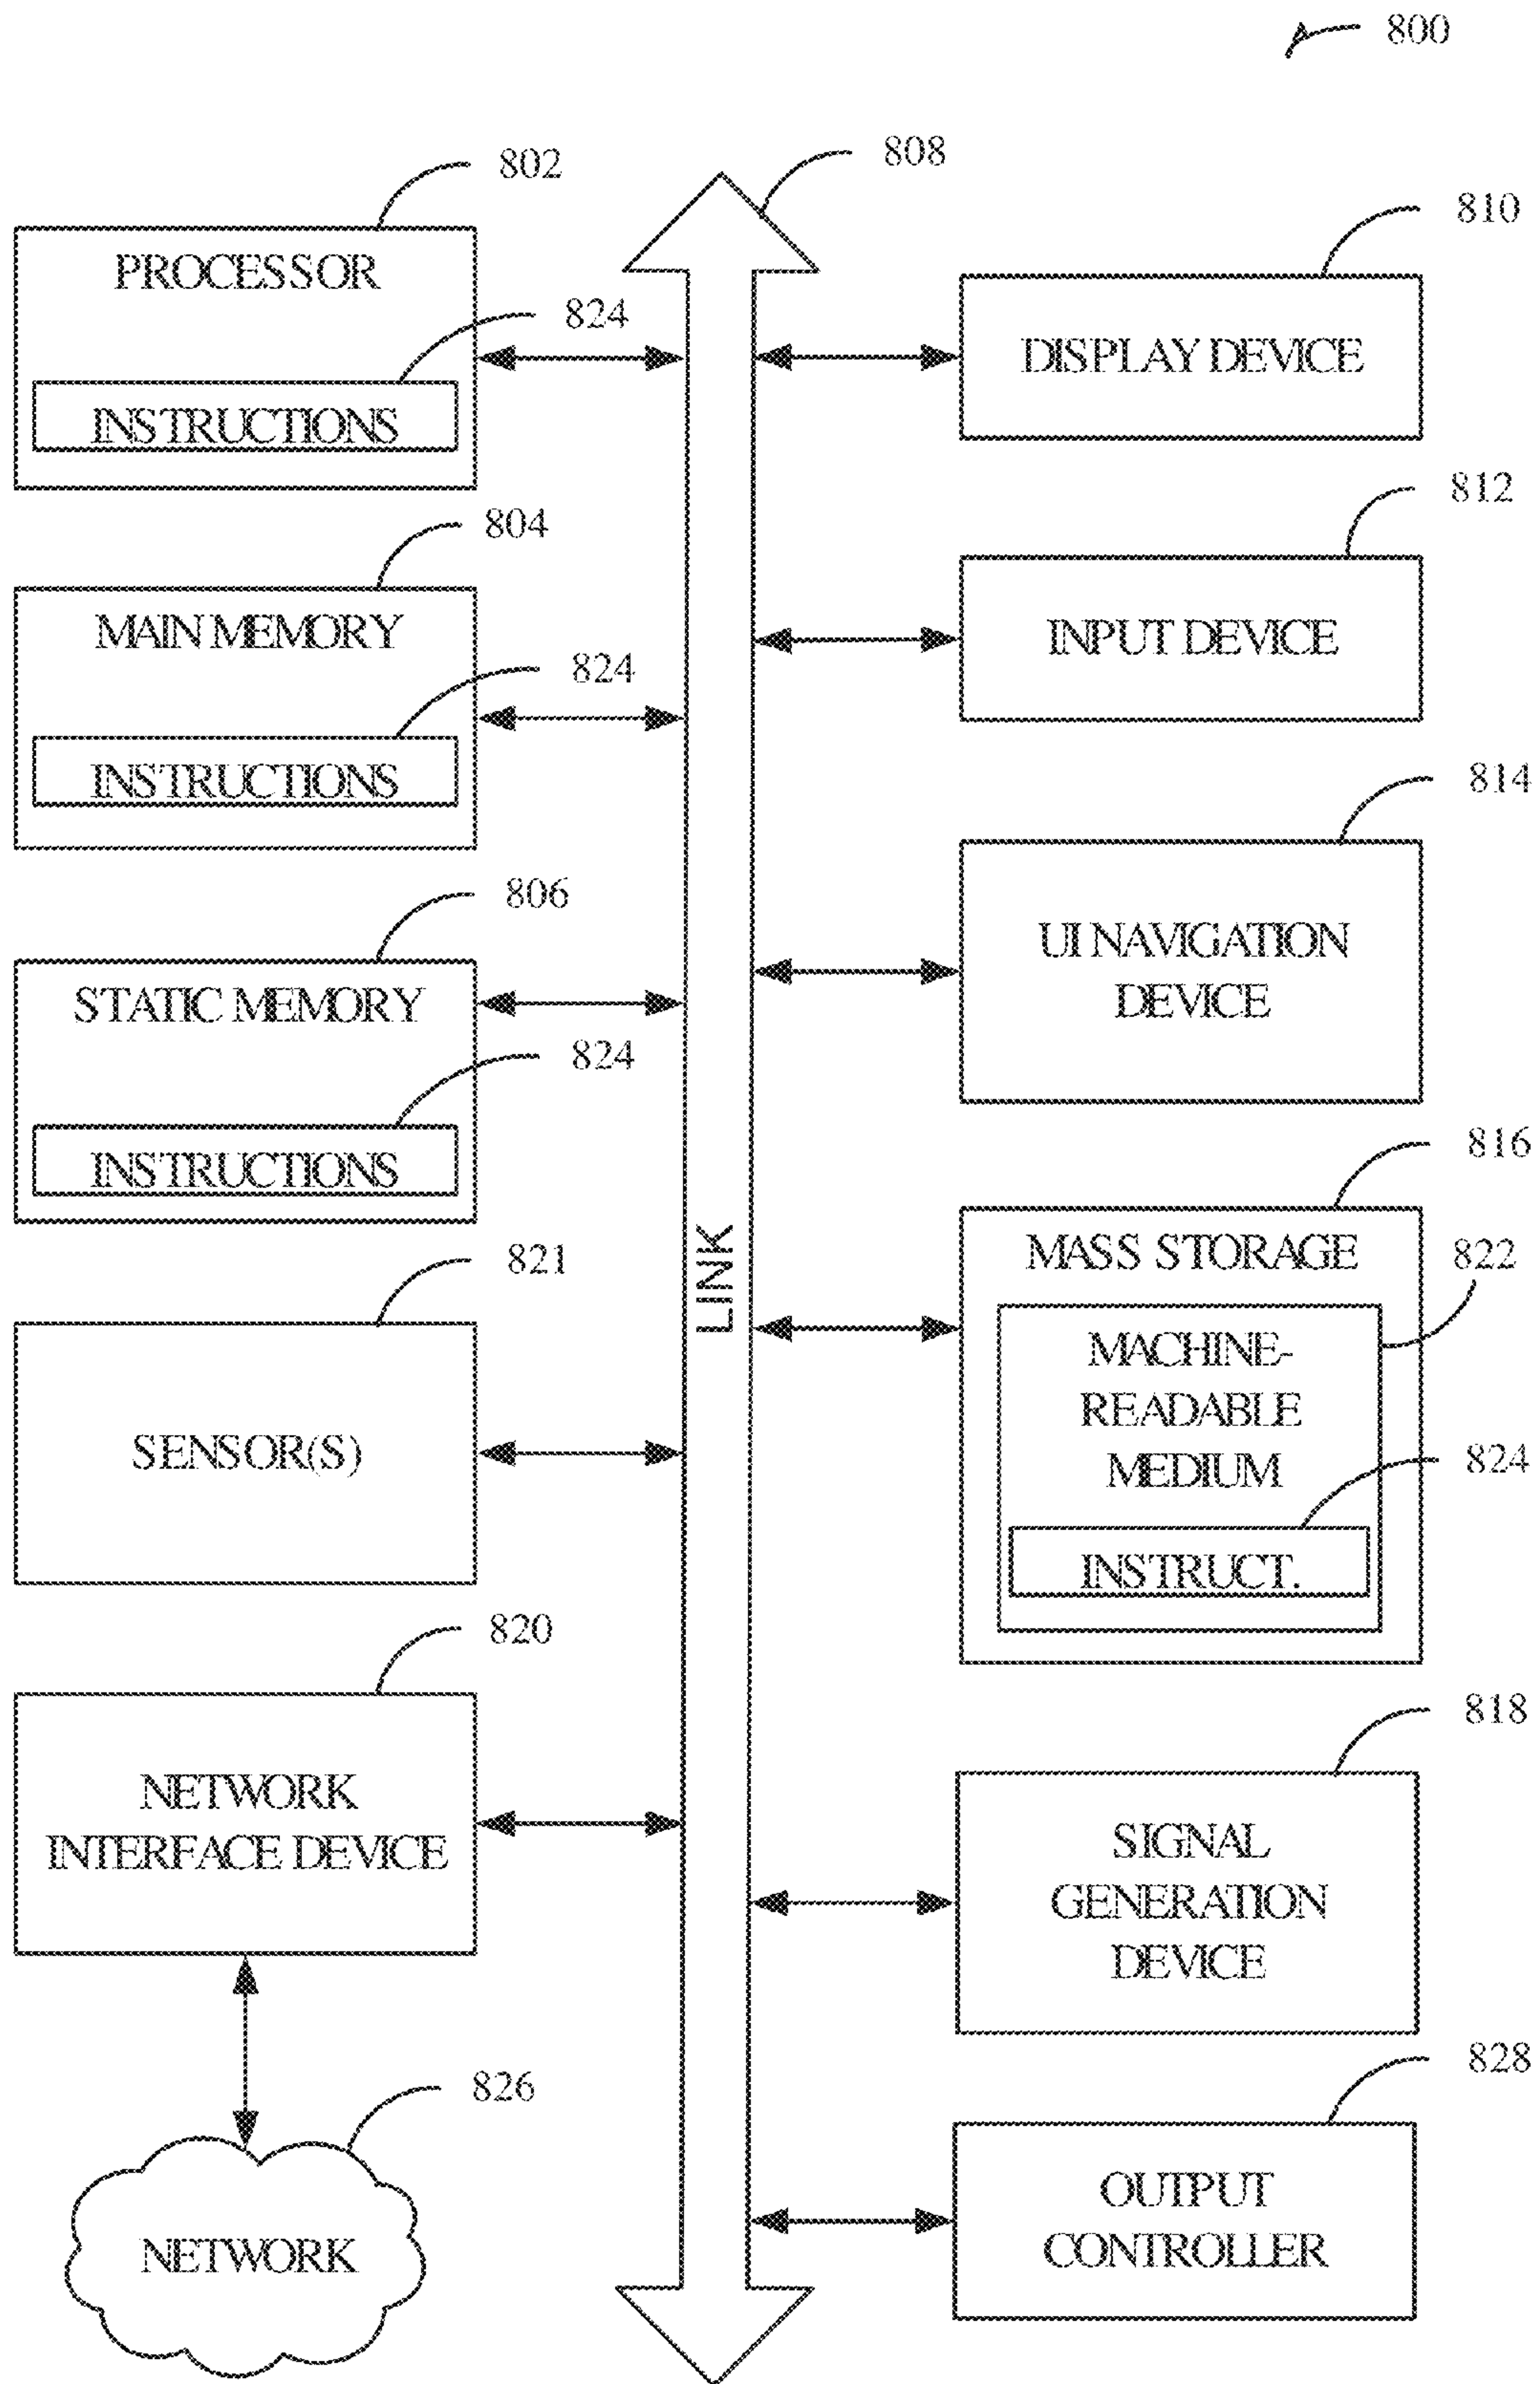 800
802
PROCESSOR
824
INSTRUCTIONS
804
MAIN MEMORY
824
INSTRUCTIONS
806
STATIC MEMORY
824
INSTRUCTIONS
821
SENSOR(S)
820
NETWORK
INTERFACE DEVICE
826
NETWORK
808
LINK
810
DISPLAY DEVICE
812
INPUT DEVICE
814
UI NAVIGATION
DEVICE
816
MASS STORAGE
822
MACHINE-
READABLE
MEDIUM
824
INSTRUCT.
818
SIGNAL
GENERATION
DEVICE
828
OUTPUT
CONTROLLER